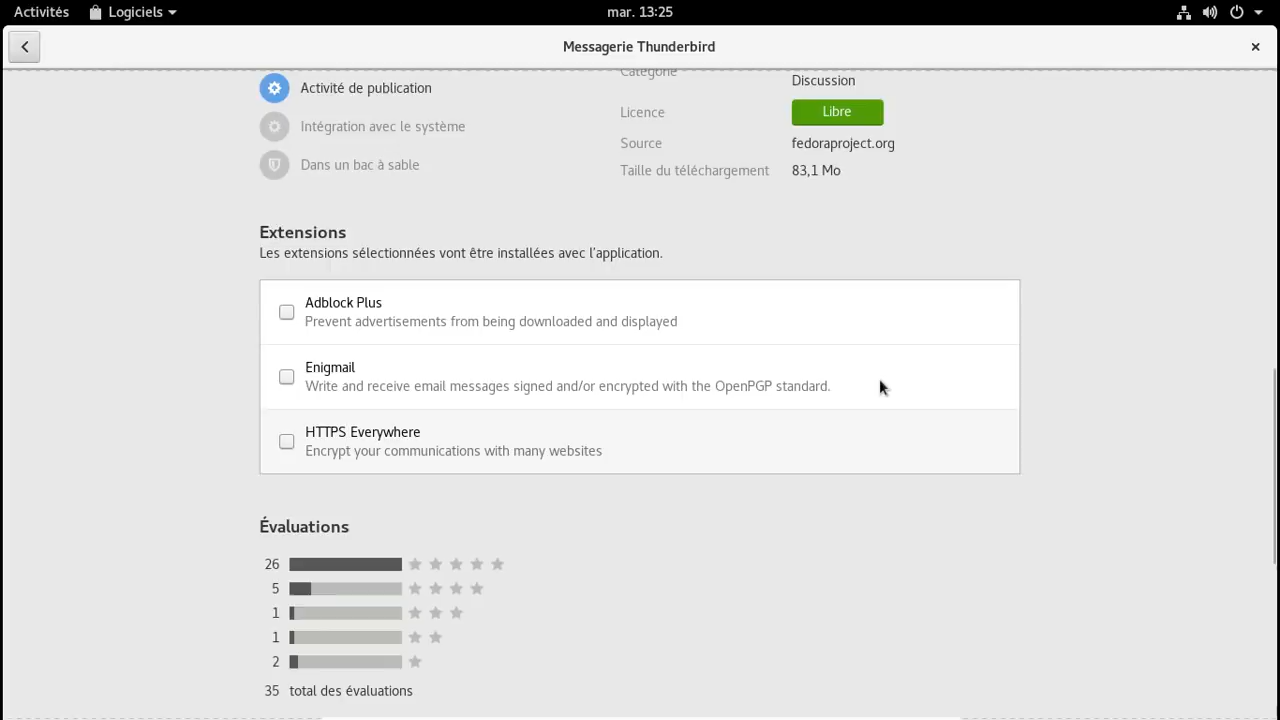 Activités
Logiciels
mar. 13:25
Messagerie Thunderbird
Catégorie
Discussion
Activité de publication
Licence
Libre
Intégration avec le système
Source
fedoraproject.org
Dans un bac à sable
Taille du téléchargement
83,1 Mo
Extensions
Les extensions sélectionnées vont être installées avec l'application.
Adblock Plus
Prevent advertisements from being downloaded and displayed
Enigmail
Write and receive email messages signed and/or encrypted with the OpenPGP standard.
HTTPS Everywhere
Encrypt your communications with many websites
Évaluations
26
5
1
1
2
35 total des évaluations